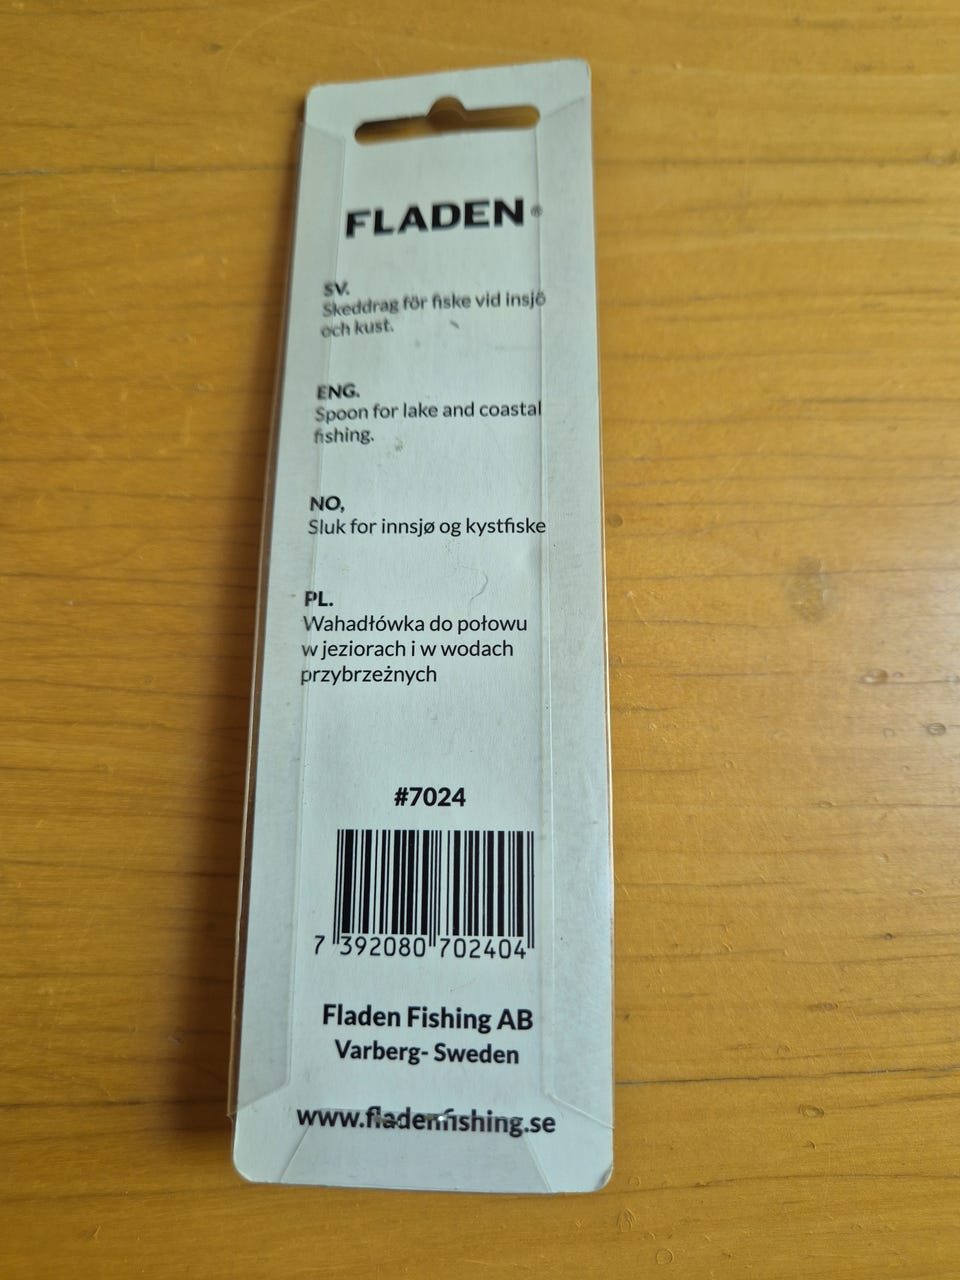 FLADEN®
SV.
Skeddrag för fiske vid insjö
och kust.
ENG.
Spoon for lake and coastal
fishing.
NO,
Sluk for innsjø og kystfiske
PL.
Wahadłówka do połowu
w jeziorach i w wodach
przybrzeżnych
#7024
7 392080 702404
Fladen Fishing AB
Varberg- Sweden
www.fladenfishing.se